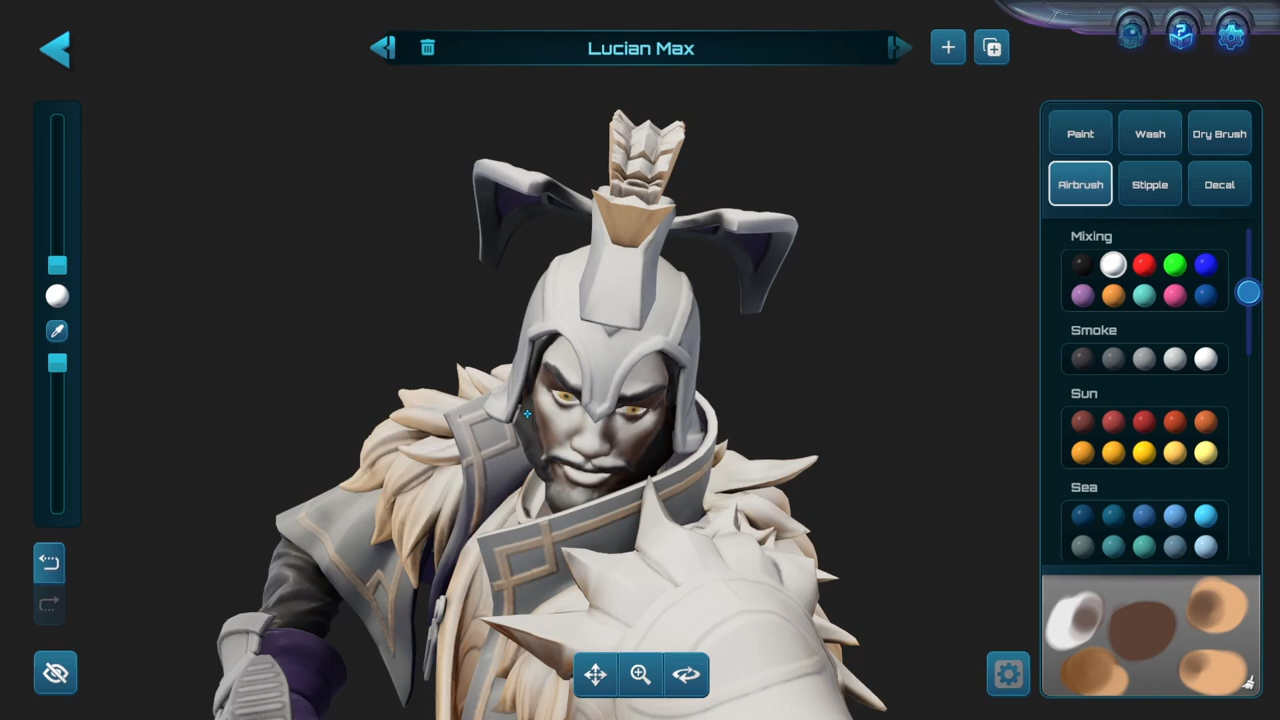 Lucian Max
Paint
Wash
Dry Brush
Airbrush
Stipple
Decal
Mixing
Smoke
Sun
Sea